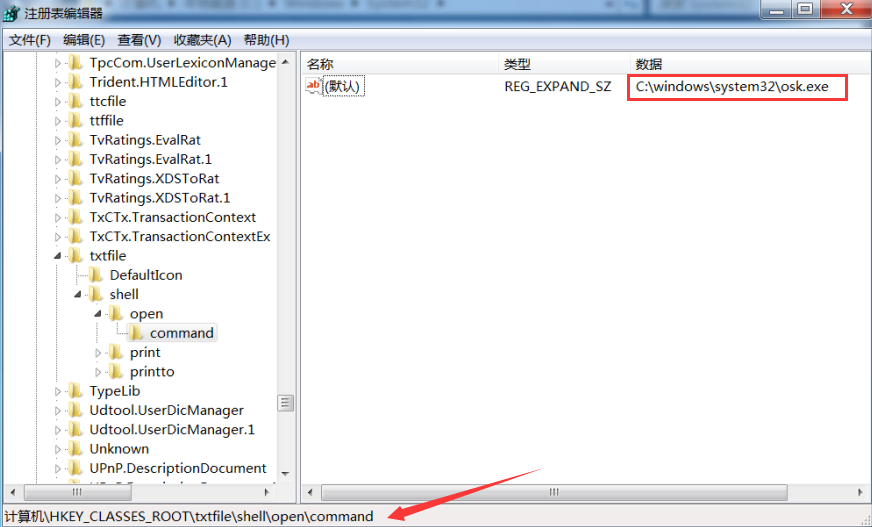 注册表编辑器
文件(F) 编辑(E) 查看(V) 收藏夹(A) 帮助(H)
TpcCom.UserLexiconManage
Trident.HTMLEditor.1
ttcfile
ttffile
TvRatings.EvalRat
TvRatings.EvalRat.1
TvRatings.XDSToRat
TvRatings.XDSToRat.1
TxCTx.TransactionContext
TxCTx.TransactionContextEx
txtfile
DefaultIcon
shell
open
command
print
printto
TypeLib
Udtool.UserDicManager
Udtool.UserDicManager.1
Unknown
UPnP.DescriptionDocument
名称 类型 数据
ab (默认) REG_EXPAND_SZ C:\windows\system32\osk.exe
计算机\HKEY_CLASSES_ROOT\txtfile\shell\open\command